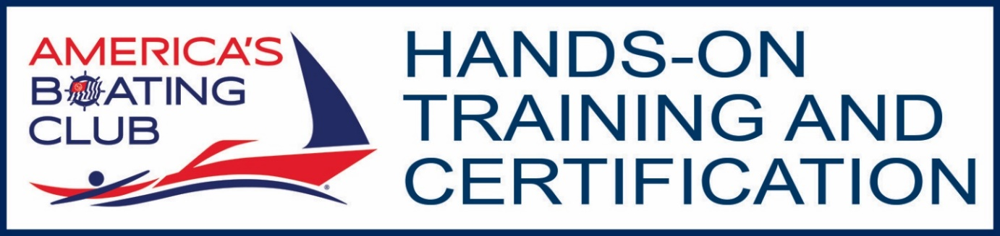 AMERICA'S
BOATING
CLUB
®
HANDS-ON
TRAINING AND
CERTIFICATION